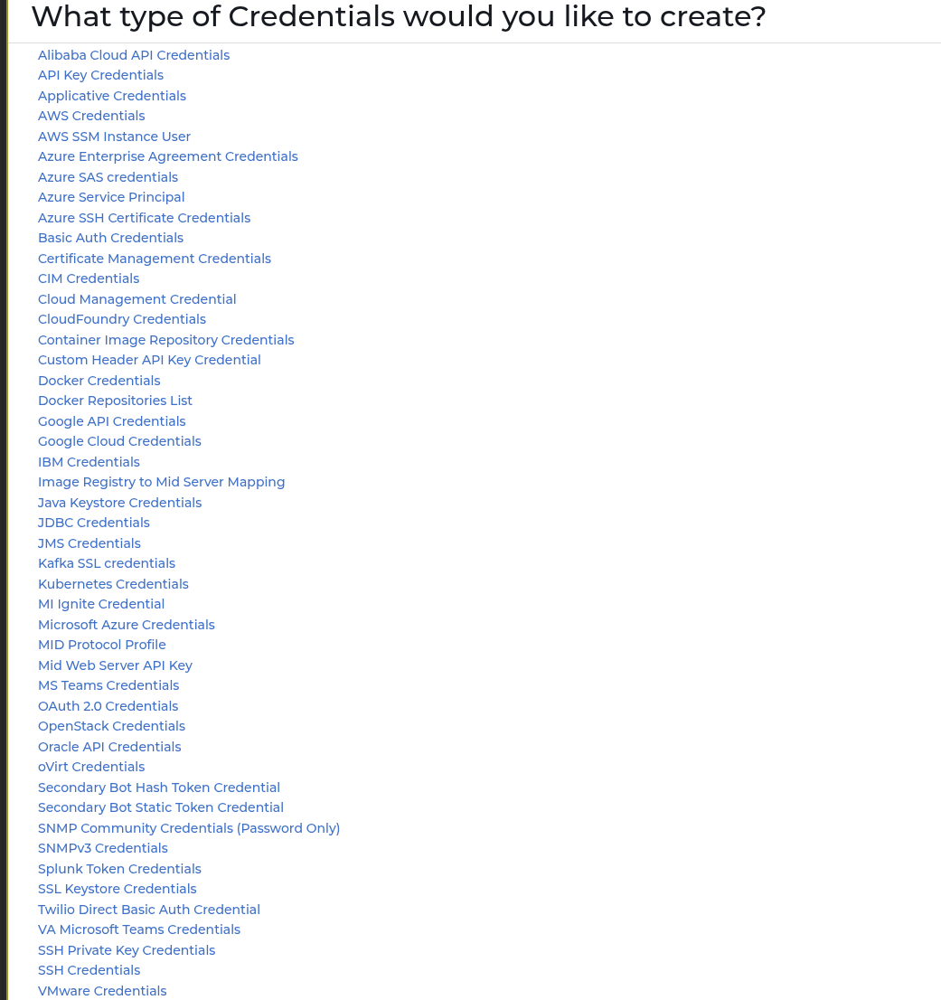 What type of Credentials would you like to create?
Alibaba Cloud API Credentials
API Key Credentials
Applicative Credentials
AWS Credentials
AWS SSM Instance User
Azure Enterprise Agreement Credentials
Azure SAS credentials
Azure Service Principal
Azure SSH Certificate Credentials
Basic Auth Credentials
Certificate Management Credentials
CIM Credentials
Cloud Management Credential
CloudFoundry Credentials
Container Image Repository Credentials
Custom Header API Key Credential
Docker Credentials
Docker Repositories List
Google API Credentials
Google Cloud Credentials
IBM Credentials
Image Registry to Mid Server Mapping
Java Keystore Credentials
JDBC Credentials
JMS Credentials
Kafka SSL credentials
Kubernetes Credentials
MI Ignite Credential
Microsoft Azure Credentials
MID Protocol Profile
Mid Web Server API Key
MS Teams Credentials
OAuth 2.0 Credentials
OpenStack Credentials
Oracle API Credentials
oVirt Credentials
Secondary Bot Hash Token Credential
Secondary Bot Static Token Credential
SNMP Community Credentials (Password Only)
SNMPv3 Credentials
Splunk Token Credentials
SSL Keystore Credentials
Twilio Direct Basic Auth Credential
VA Microsoft Teams Credentials
SSH Private Key Credentials
SSH Credentials
VMware Credentials